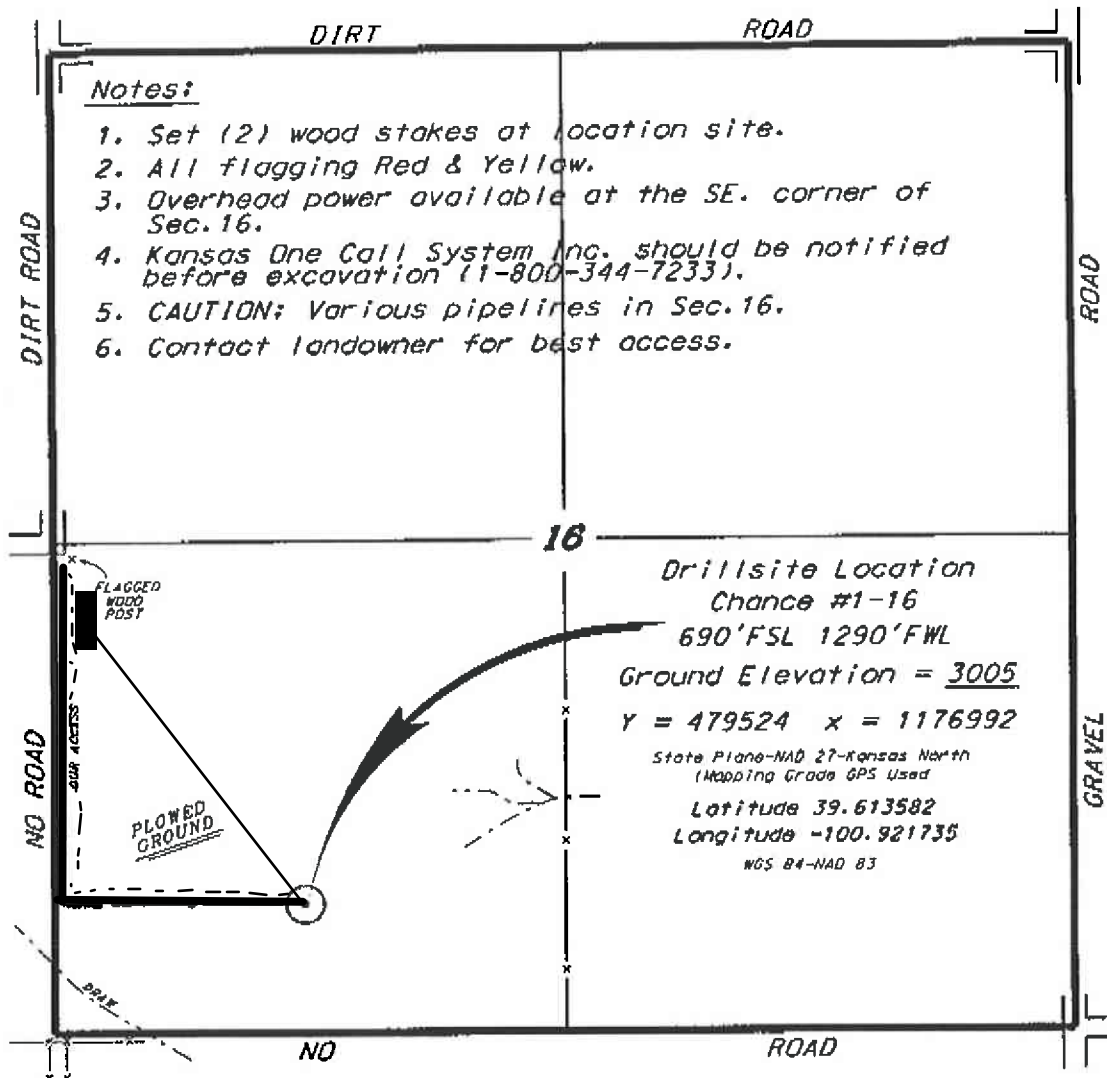 DIRT ROAD
Notes:
1. Set (2) wood stakes at location site.
2. All flagging Red & Yellow.
3. Overhead power available at the SE. corner of
Sec. 16.
4. Kansas One Call System Inc. should be notified
before excavation (1-800-344-7233).
5. CAUTION: Various pipelines in Sec. 16.
6. Contact landowner for best access.
DIRT ROAD
ROAD
16
FLAGGED
WOOD
POST
Drillsite Location
Chance #1-16
690'FSL 1290'FWL
Ground Elevation = 3005
Y = 479524 x = 1176992
State Plane-NAD 27-Kansas North
(Mapping Grade GPS Used
Latitude 39.613582
Longitude -100.921735
WGS 84-NAD 83
OUR ACCESS
NO ROAD
PLOWED
GROUND
GRAVEL
DRAW
NO ROAD